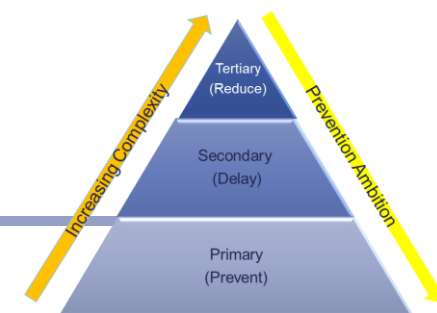 Tertiary
(Reduce)
Secondary
(Delay)
Primary
(Prevent)
Increasing Complexity
Prevention Ambition